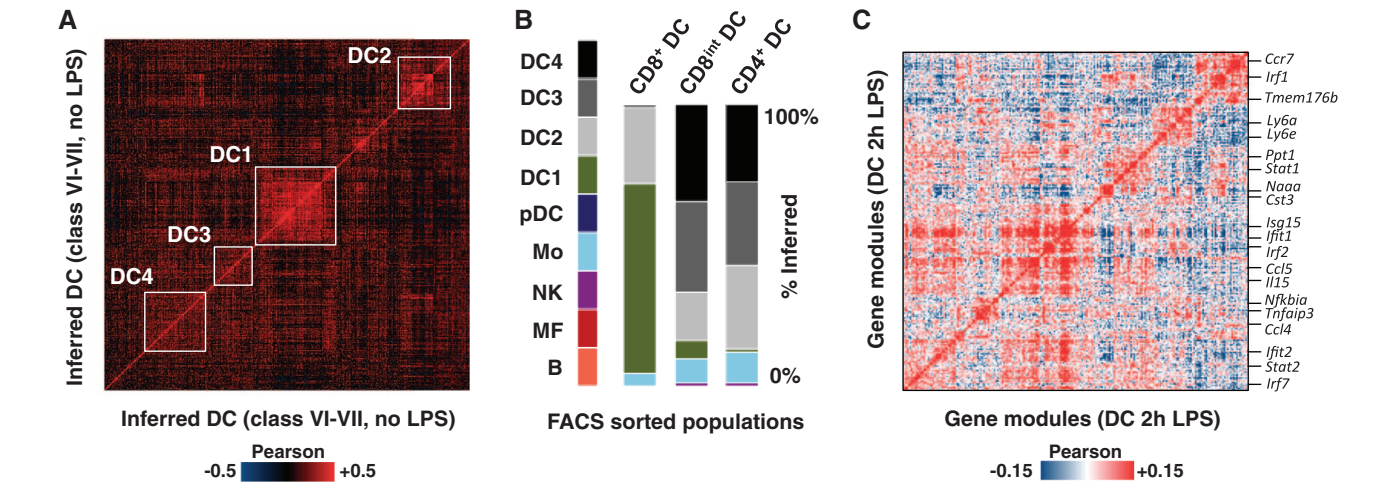 A
Inferred DC (class VI-VII, no LPS)
DC2
DC1
DC3
DC4
Inferred DC (class VI-VII, no LPS)
Pearson
-0.5
+0.5
B
DC4
DC3
DC2
DC1
pDC
Mo
NK
MF
B
CD8+ DC
CD8int DC
CD4+ DC
100%
% Inferred
0%
FACS sorted populations
C
Gene modules (DC 2h LPS)
Ccr7
Irf1
Tmem176b
Ly6a
Ly6e
Ppt1
Stat1
Naaa
Cst3
Isg15
Ifit1
Irf2
Ccl5
Il15
Nfkbia
Tnfaip3
Ccl4
Ifit2
Stat2
Irf7
Gene modules (DC 2h LPS)
Pearson
-0.15
+0.15